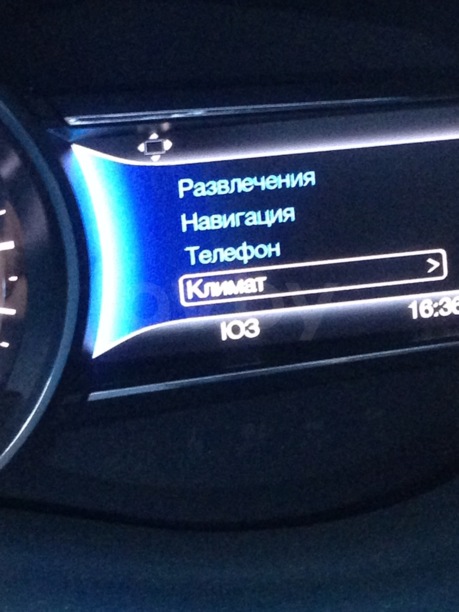 Развлечения
Навигация
Телефон
Климат >
ЮЗ 16:36